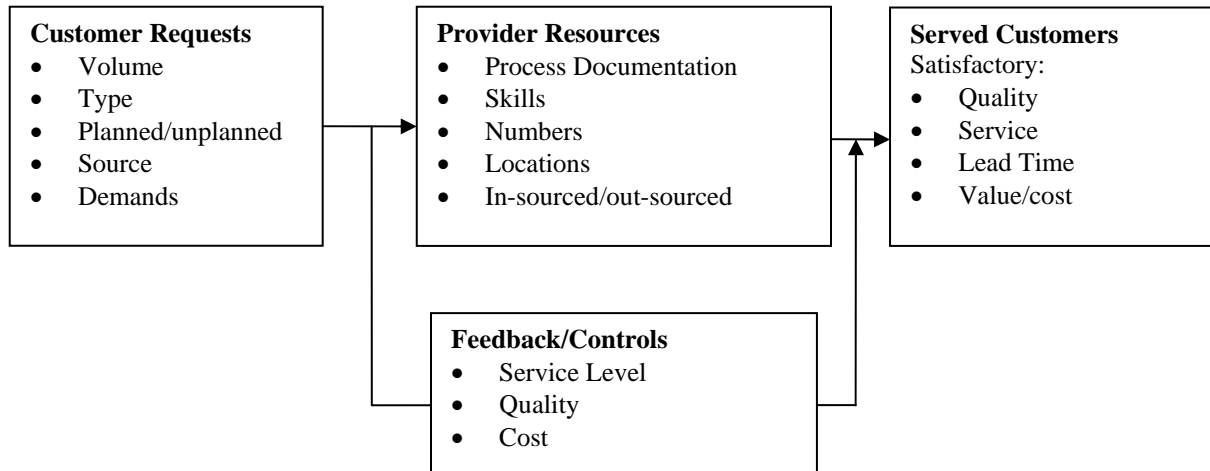 Customer Requests
• Volume
• Type
• Planned/unplanned
• Source
• Demands
Provider Resources
• Process Documentation
• Skills
• Numbers
• Locations
• In-sourced/out-sourced
Served Customers
Satisfactory:
• Quality
• Service
• Lead Time
• Value/cost
Feedback/Controls
• Service Level
• Quality
• Cost